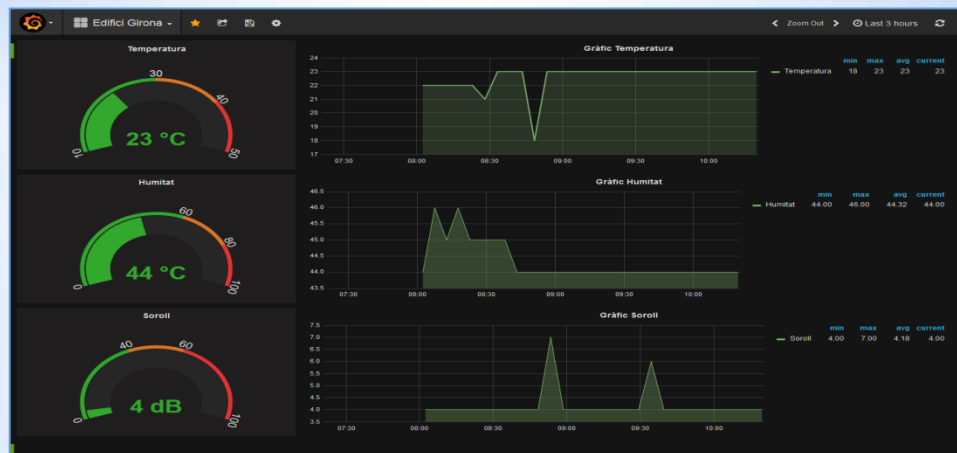 Edifici Girona
Zoom Out
Last 3 hours
Temperatura
10
30
40
50
23 °C
Gràfic Temperatura
24
23
22
21
20
19
18
17
07:30 08:00 08:30 09:00 09:30 10:00
min max avg current
Temperatura 18 23 23 23
Humitat
0
60
80
100
44 °C
Gràfic Humitat
46.5
46.0
45.5
45.0
44.5
44.0
43.5
07:30 08:00 08:30 09:00 09:30 10:00
min max avg current
Humitat 44.00 46.00 44.32 44.00
Soroll
0
40
60
100
4 dB
Gràfic Soroll
7.5
7.0
6.5
6.0
5.5
5.0
4.5
4.0
3.5
07:30 08:00 08:30 09:00 09:30 10:00
min max avg current
Soroll 4.00 7.00 4.18 4.00